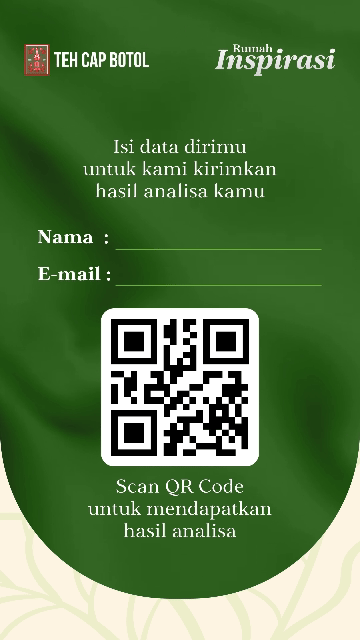 TEH CAP BOTOL
Rumah
Inspirasi
Isi data dirimu
untuk kami kirimkan
hasil analisa kamu
Nama :
E-mail :
Scan QR Code
untuk mendapatkan
hasil analisa